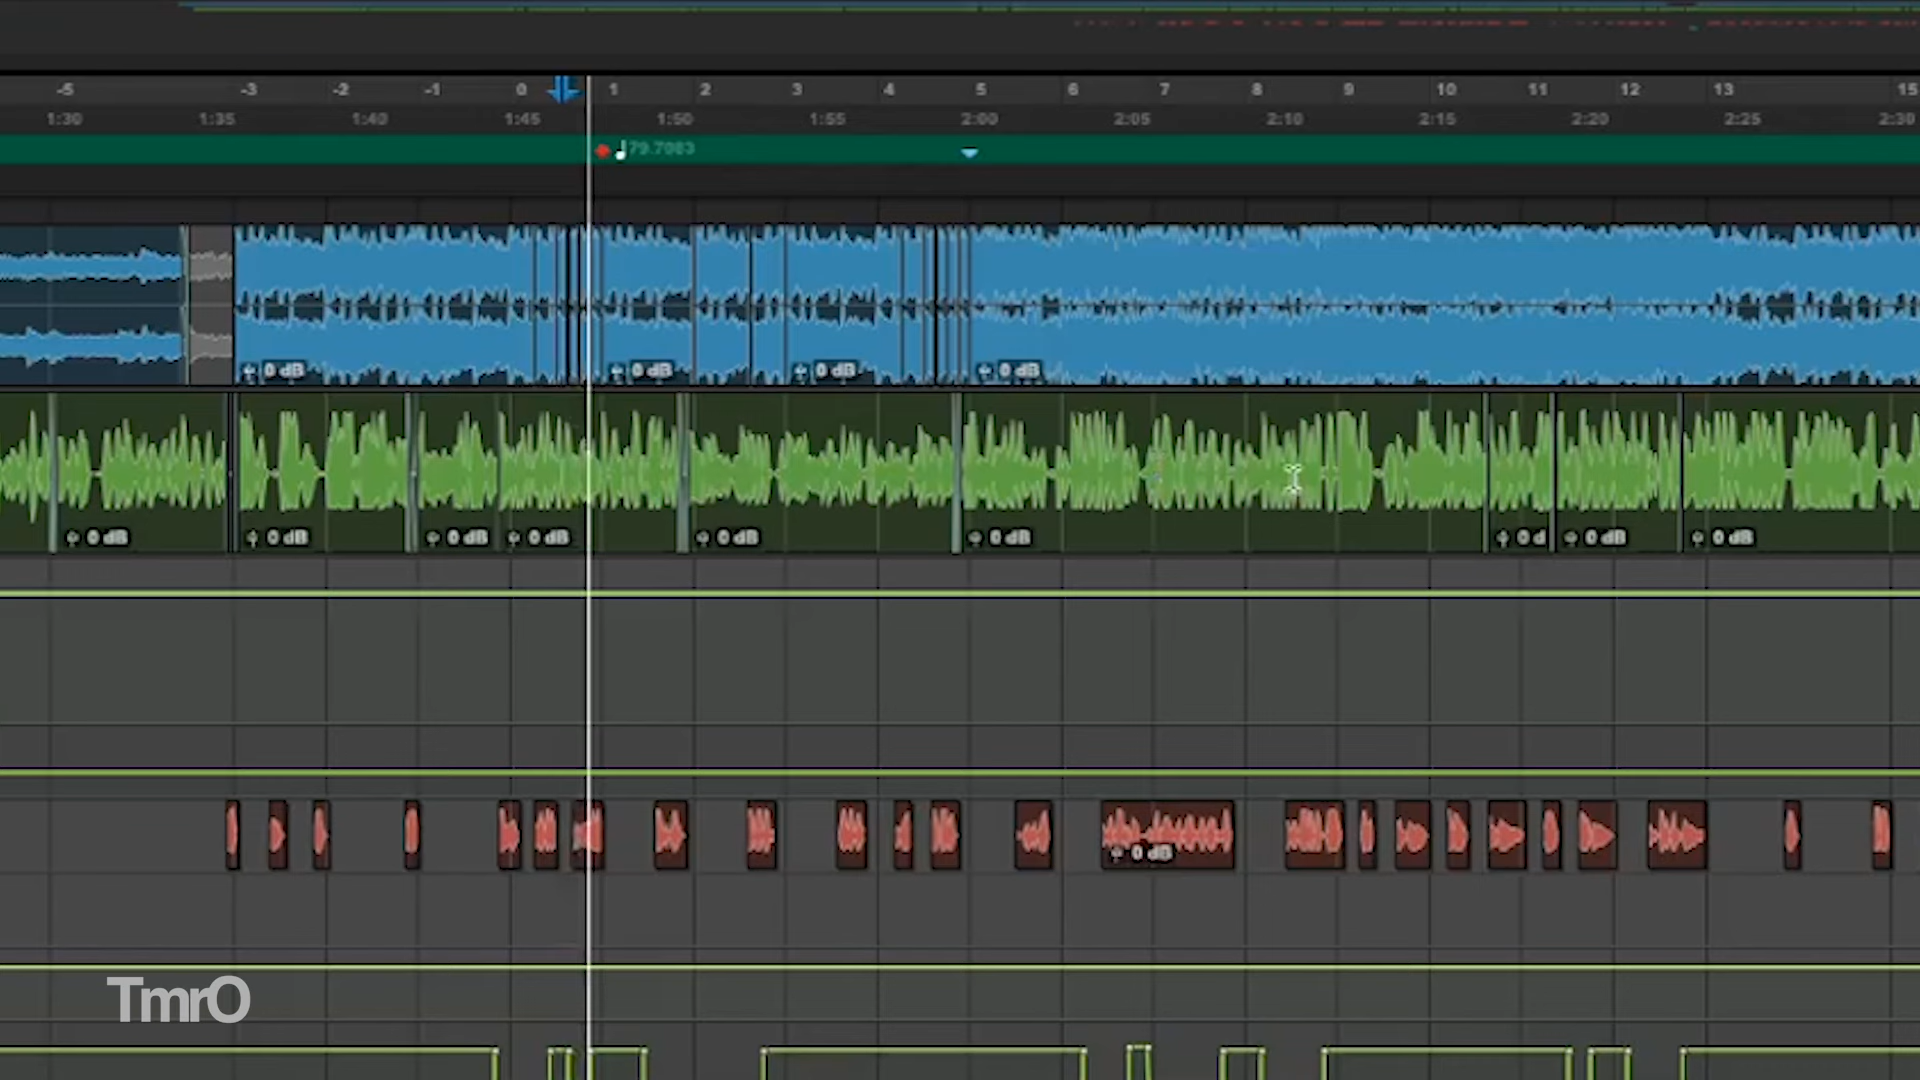 -5 -3 -2 -1 0 1 2 3 4 5 6 7 8 9 10 11 12 13 15
1:30 1:35 1:40 1:45 1:50 1:55 2:00 2:05 2:10 2:15 2:20 2:25 2:30
79.7083
0 dB 0 dB 0 dB 0 dB
0 dB 0 dB 0 dB 0 dB 0 dB 0 dB 0 d 0 dB 0 dB
0 dB
TmrO